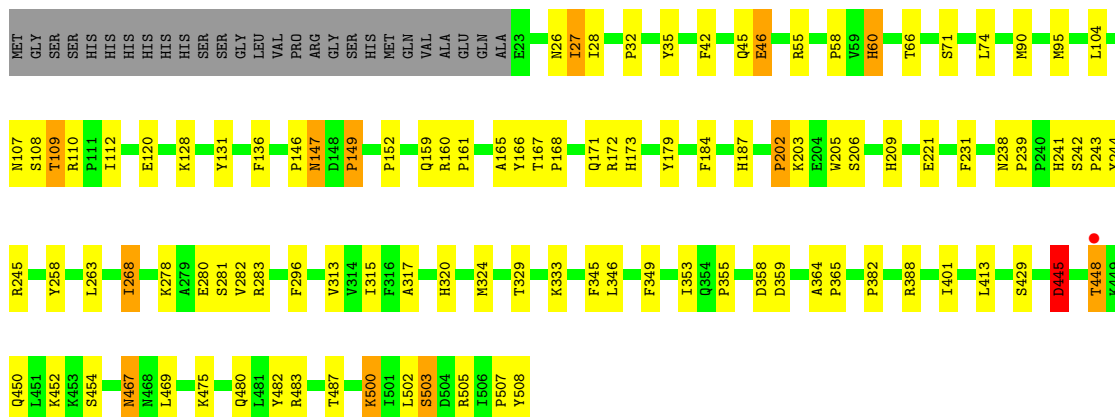 MET GLY SER SER HIS HIS HIS HIS HIS HIS SER SER GLY LEU VAL PRO ARG GLY SER HIS MET GLN VAL ALA GLU GLN ALA E23 N26 I27 I28 P32 Y35 F42 Q45 E46 R55 P58 V59 H60 T66 S71 L74 M90 M95 L104
N107 S108 T109 R110 P111 I112 E120 K128 Y131 F136 P146 N147 D148 P149 P152 Q159 R160 P161 A165 Y166 T167 P168 Q171 R172 H173 Y179 F184 H187 P202 K203 E204 W205 S206 H209 E221 F231 N238 P239 P240 H241 S242 P243 Y244
R245 Y258 L263 I268 K278 A279 E280 S281 V282 R283 F296 V313 V314 I315 F316 A317 H320 M324 T329 K333 F345 L346 F349 I353 Q354 P355 D358 D359 A364 P365 P382 R388 I401 L413 S429 D445 T448 K449
Q450 L451 K452 K453 S454 N467 N468 L469 K475 Q480 L481 Y482 R483 T487 K500 I501 L502 S503 D504 R505 I506 P507 Y508